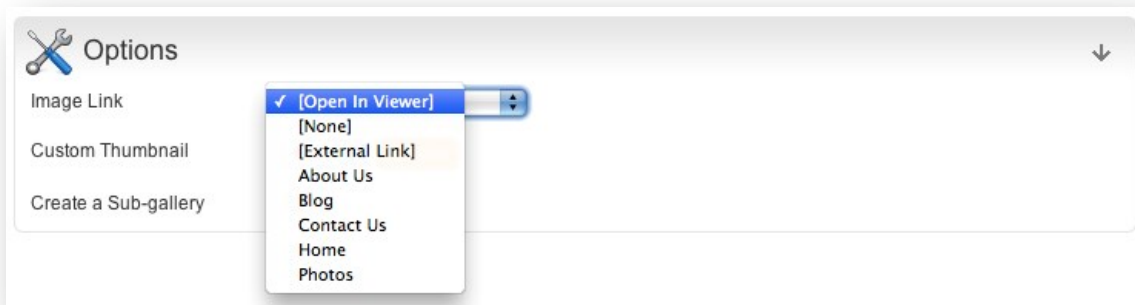 Options
Image Link
✓ [Open In Viewer]
[None]
[External Link]
Custom Thumbnail
About Us
Create a Sub-gallery
Blog
Contact Us
Home
Photos